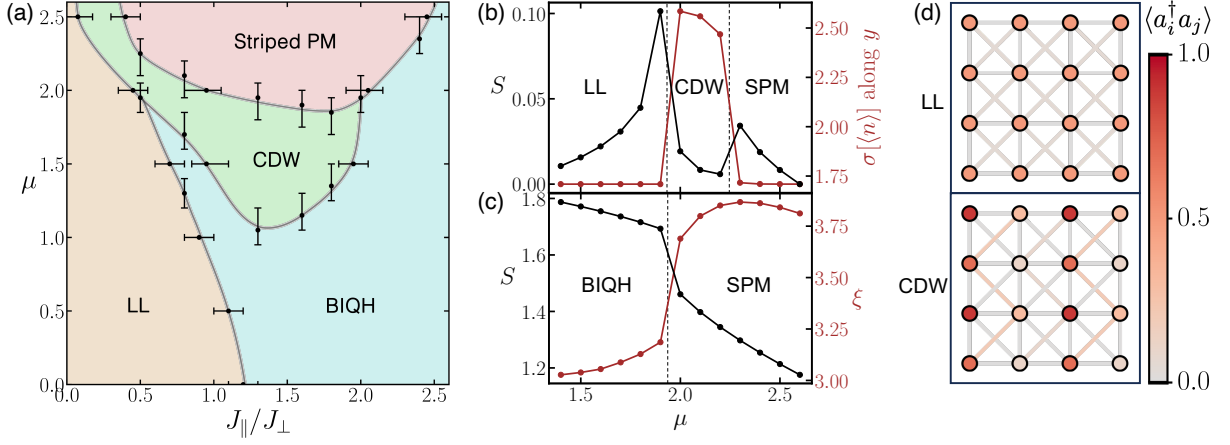 (a)
μ
2.5
2.0
1.5
1.0
0.5
0.0
Striped PM
CDW
LL
BIQH
0.0 0.5 1.0 1.5 2.0 2.5
J∥/J⊥
(b)
S
0.10
0.05
0.00
LL CDW SPM
2.50
2.25
2.00
1.75
σ[⟨n⟩] along y
(c)
S
1.8
1.6
1.4
1.2
BIQH SPM
3.75
3.50
3.25
3.00
ξ
1.5 2.0 2.5
μ
(d)
LL
CDW
⟨a†ᵢaⱼ⟩
1.0
0.5
0.0